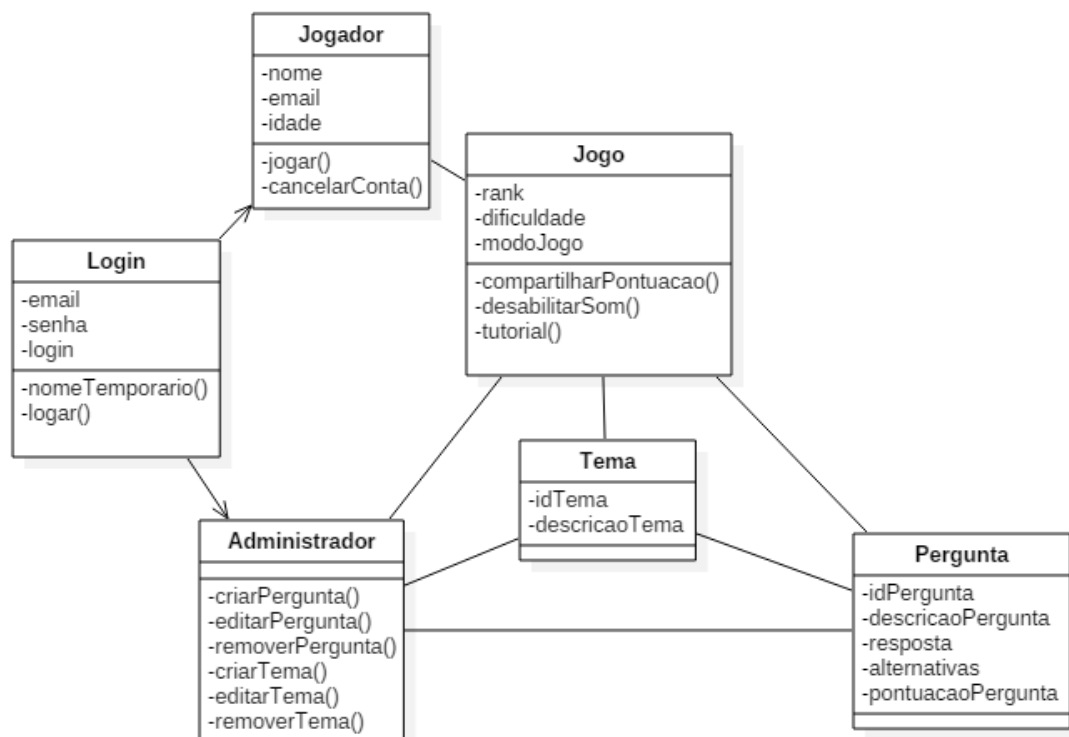 Jogador
-nome
-email
-idade
-jogar()
-cancelarConta()
Jogo
-rank
-dificuldade
-modoJogo
-compartilharPontuacao()
-desabilitarSom()
-tutorial()
Login
-email
-senha
-login
-nomeTemporario()
-logar()
Tema
-idTema
-descricaoTema
Administrador
-criarPergunta()
-editarPergunta()
-removerPergunta()
-criarTema()
-editarTema()
-removerTema()
Pergunta
-idPergunta
-descricaoPergunta
-resposta
-alternativas
-pontuacaoPergunta